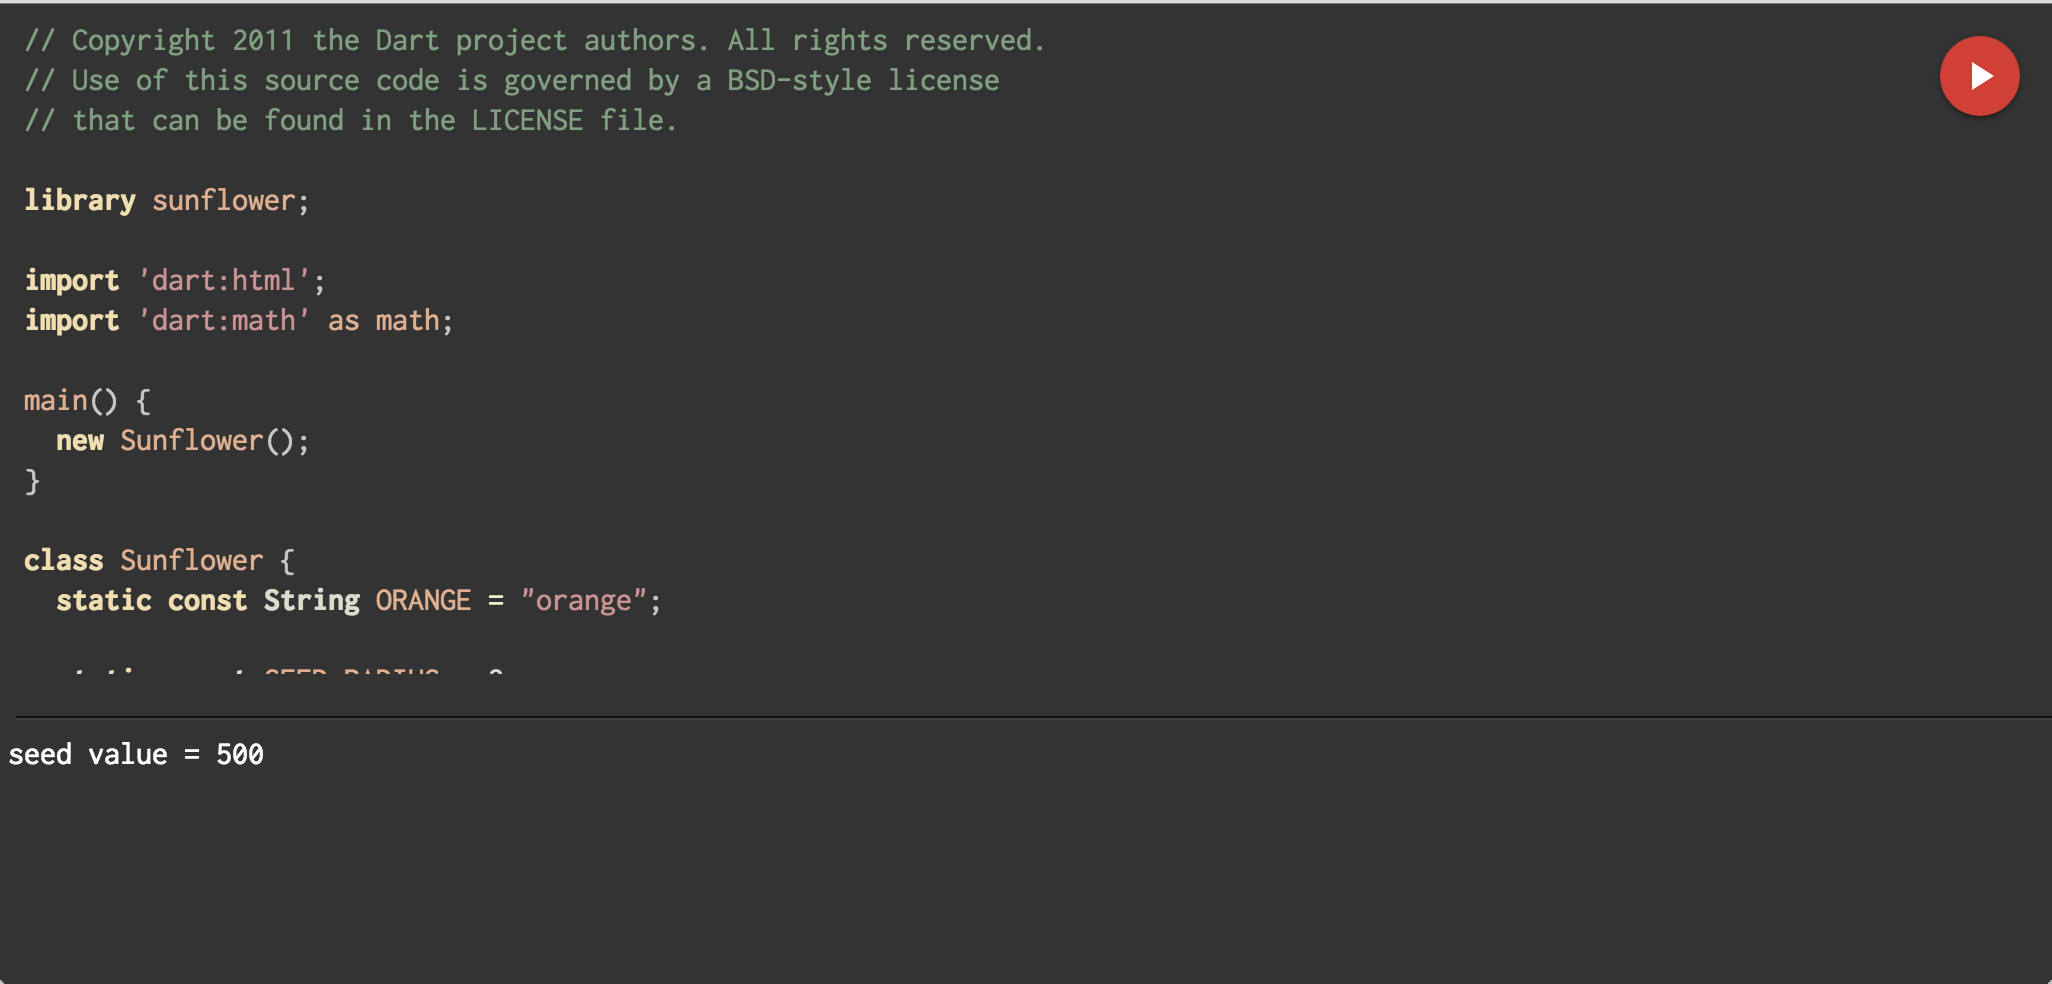 // Copyright 2011 the Dart project authors. All rights reserved.
// Use of this source code is governed by a BSD-style license
// that can be found in the LICENSE file.
library sunflower;
import 'dart:html';
import 'dart:math' as math;
main() {
  new Sunflower();
}
class Sunflower {
  static const String ORANGE = "orange";
seed value = 500